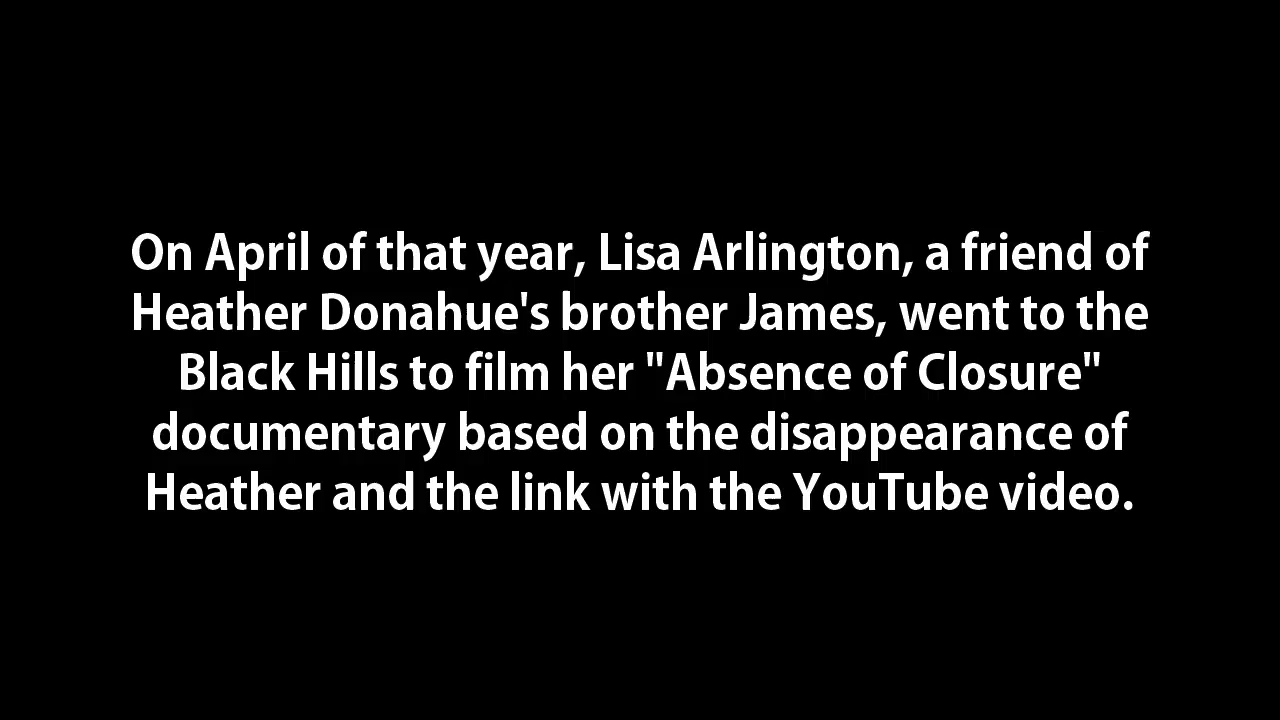 On April of that year, Lisa Arlington, a friend of
Heather Donahue's brother James, went to the
Black Hills to film her "Absence of Closure"
documentary based on the disappearance of
Heather and the link with the YouTube video.